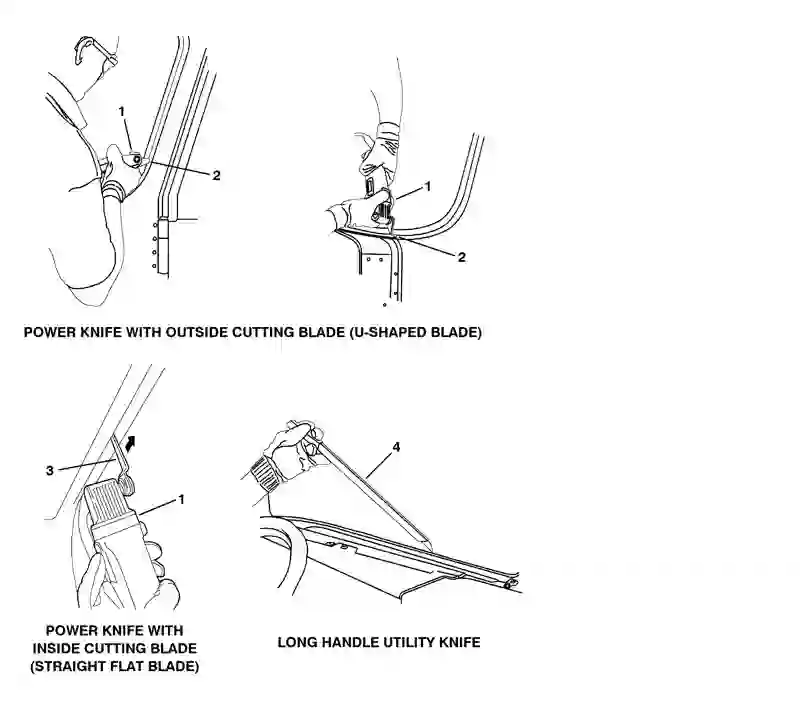 1
2
1
2
POWER KNIFE WITH OUTSIDE CUTTING BLADE (U-SHAPED BLADE)
3
1
4
POWER KNIFE WITH
INSIDE CUTTING BLADE
(STRAIGHT FLAT BLADE)
LONG HANDLE UTILITY KNIFE